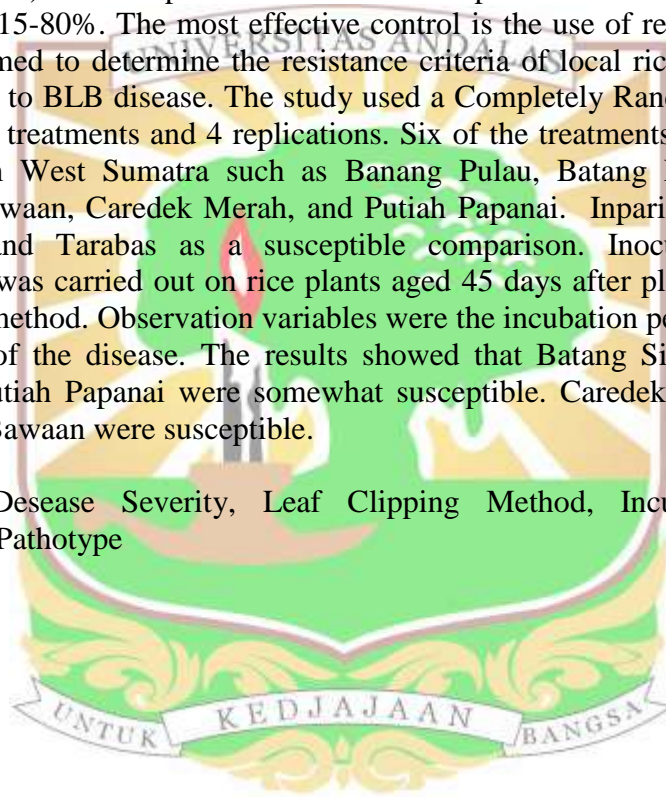 15-80%. The most effective control is the use of re
UNIVERSITAS ANDALAS
med to determine the resistance criteria of local ric
to BLB disease. The study used a Completely Ran
treatments and 4 replications. Six of the treatments
West Sumatra such as Banang Pulau, Batang
waan, Caredek Merah, and Putiah Papanai. Inpari
and Tarabas as a susceptible comparison. Inoc
was carried out on rice plants aged 45 days after pl
method. Observation variables were the incubation pe
of the disease. The results showed that Batang Si
utiah Papanai were somewhat susceptible. Caredek
Bawaan were susceptible.
Desease Severity, Leaf Clipping Method, Incu
Pathotype
UNTUK KEDJAJAAN BANGSA